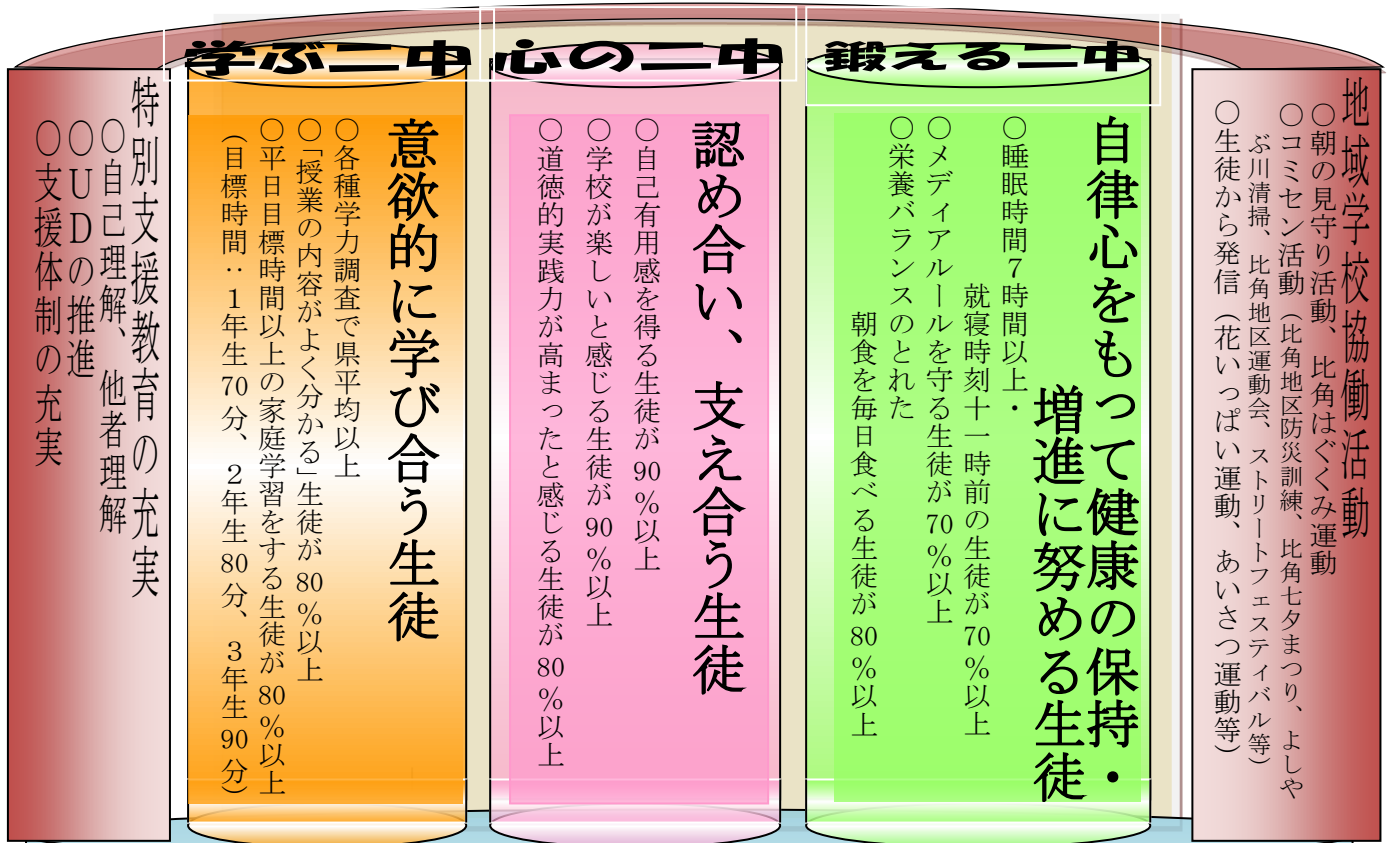 地域学校協働活動
○朝の見守り活動、比角はぐくみ運動
○コミセン活動（比角地区防災訓練、比角七夕まつり、よしや
ぶ川清掃、比角地区運動会、ストリートフェスティバル等）
○生徒から発信（花いっぱい運動、あいさつ運動等）
鍛える二中
自律心をもって健康の保持・
増進に努める生徒
○睡眠時間７時間以上・
就寝時刻十一時前の生徒が70％以上
○メディアルールを守る生徒が70％以上
○栄養バランスのとれた
朝食を毎日食べる生徒が80％以上
心の二中
認め合い、支え合う生徒
○自己有用感を得る生徒が90％以上
○学校が楽しいと感じる生徒が90％以上
○道徳的実践力が高まったと感じる生徒が80％以上
学ぶ二中
意欲的に学び合う生徒
○各種学力調査で県平均以上
○「授業の内容がよく分かる」生徒が80％以上
○平日目標時間以上の家庭学習をする生徒が80％以上
（目標時間：１年生70分、２年生80分、３年生90分）
特別支援教育の充実
○自己理解、他者理解
○ＵＤの推進
○支援体制の充実